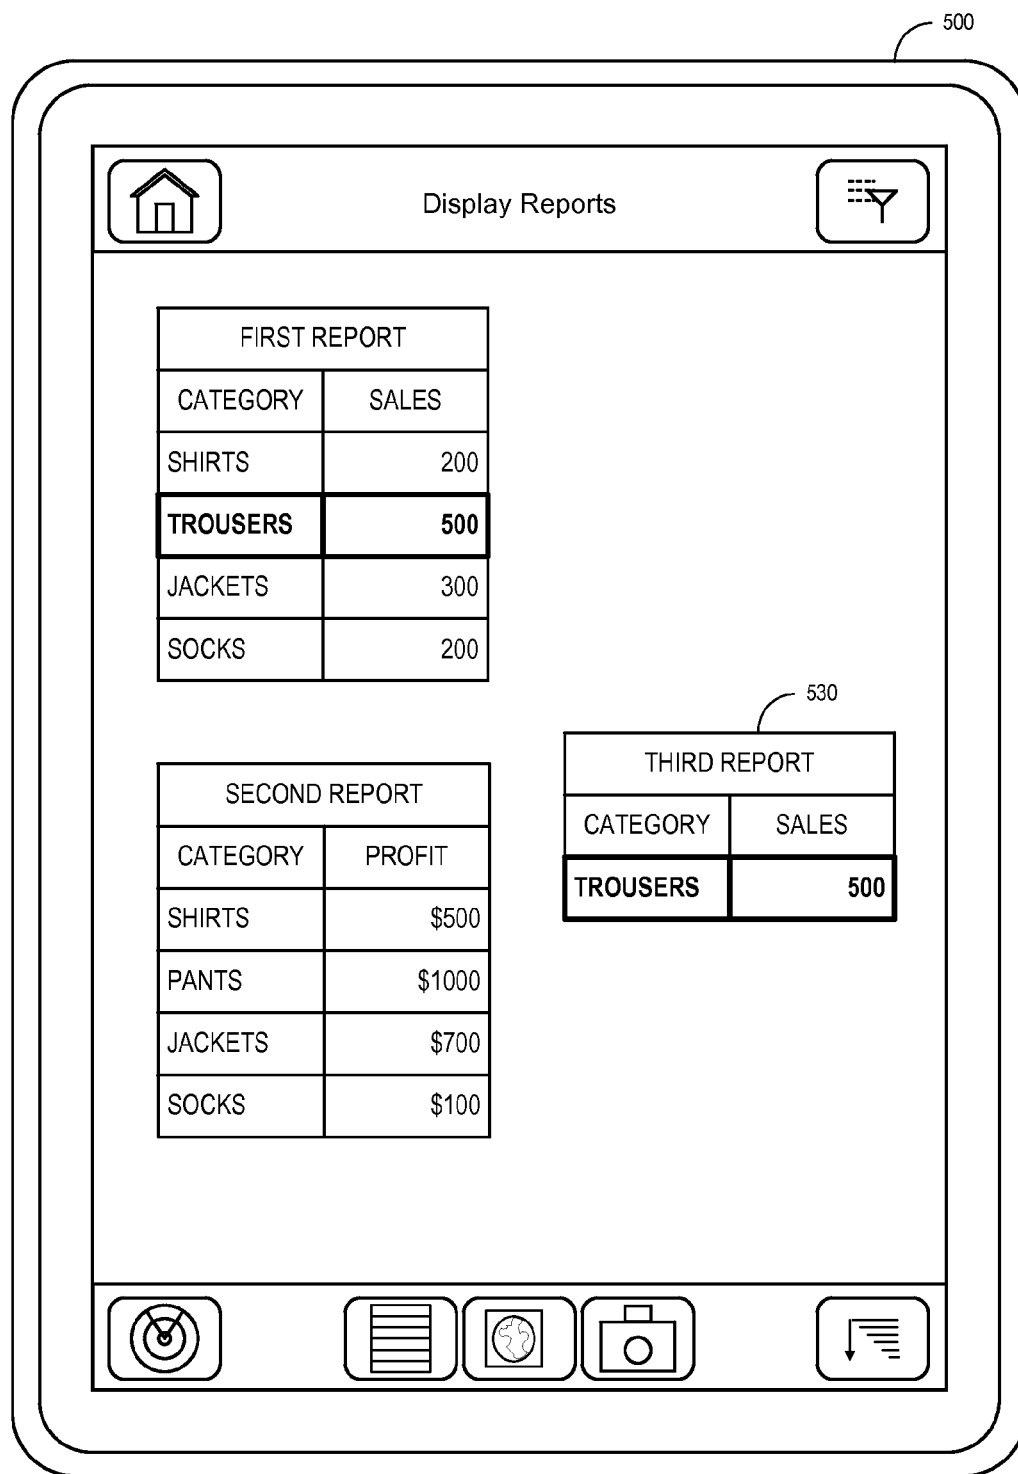 500
Display Reports
FIRST REPORT
CATEGORY SALES
SHIRTS 200
TROUSERS 500
JACKETS 300
SOCKS 200
530
THIRD REPORT
CATEGORY SALES
TROUSERS 500
SECOND REPORT
CATEGORY PROFIT
SHIRTS $500
PANTS $1000
JACKETS $700
SOCKS $100